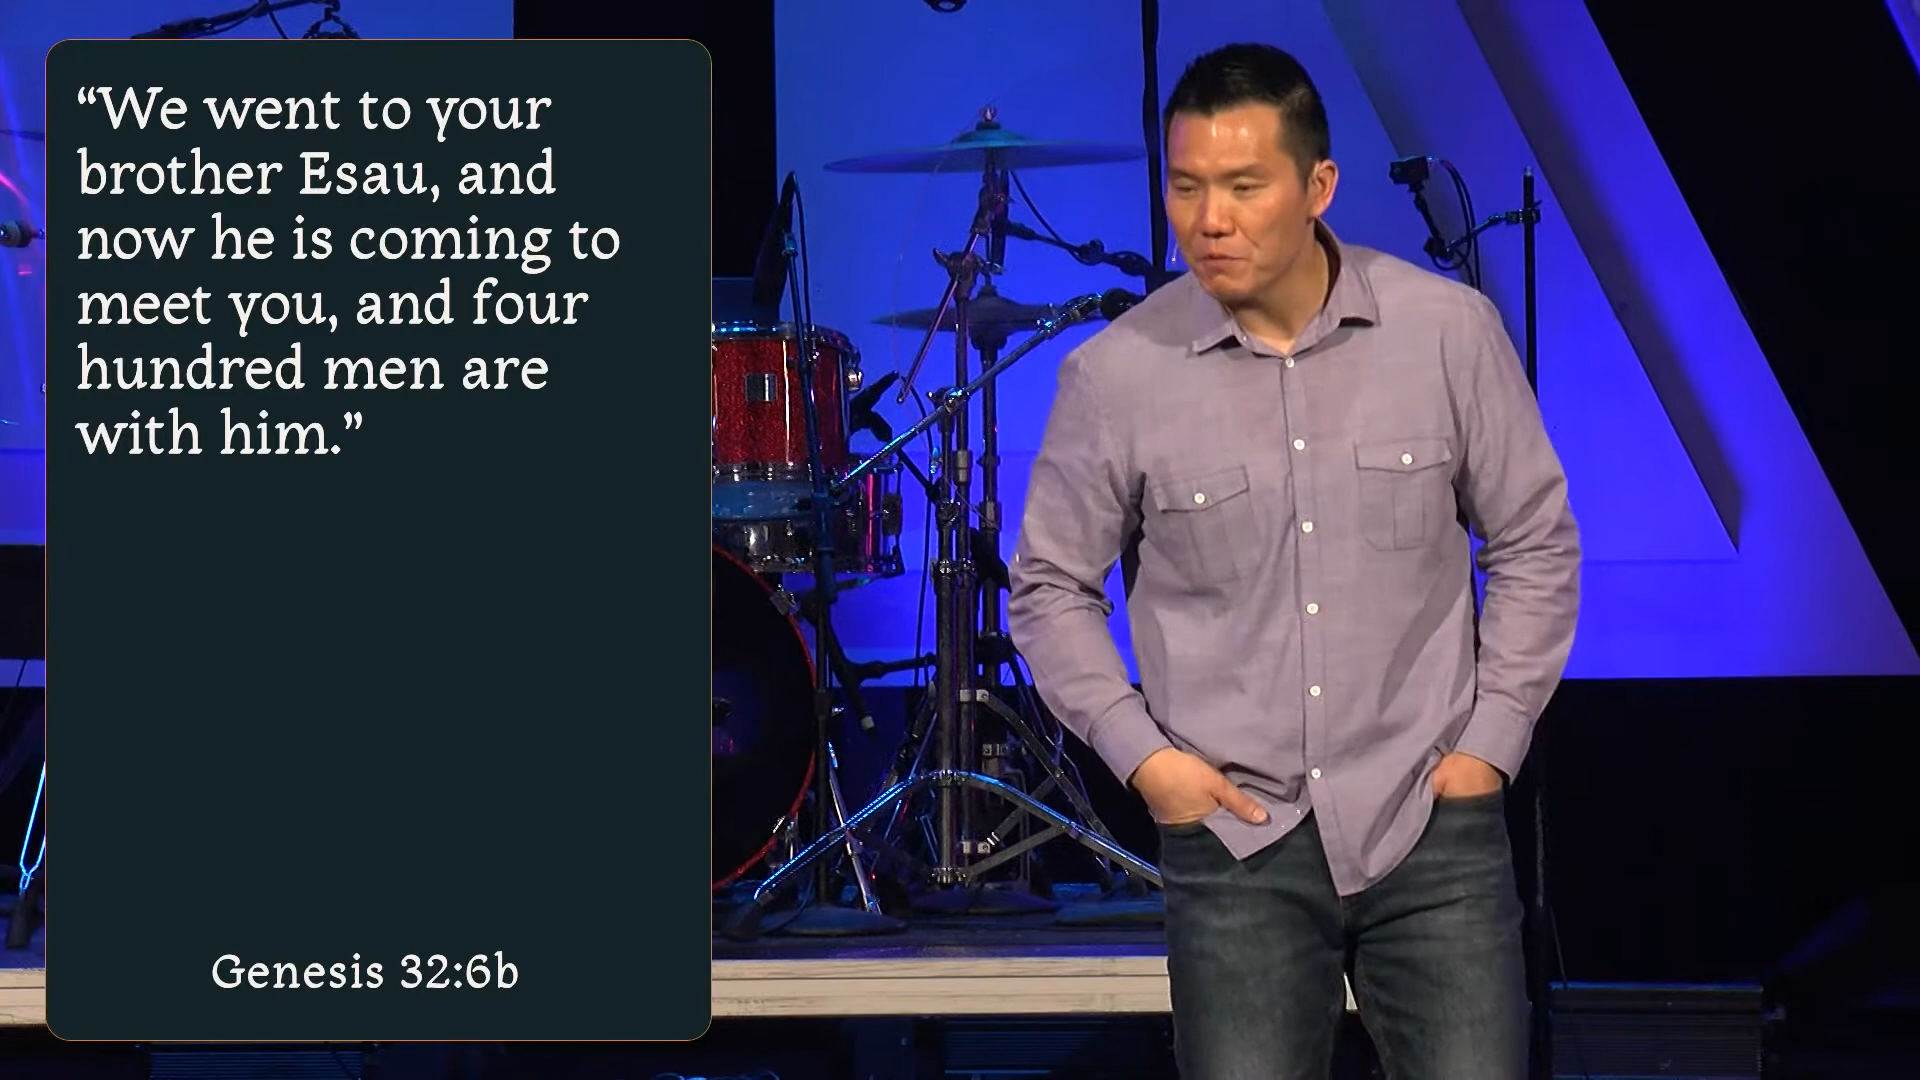 “We went to your
brother Esau, and
now he is coming to
meet you, and four
hundred men are
with him.”
Genesis 32:6b